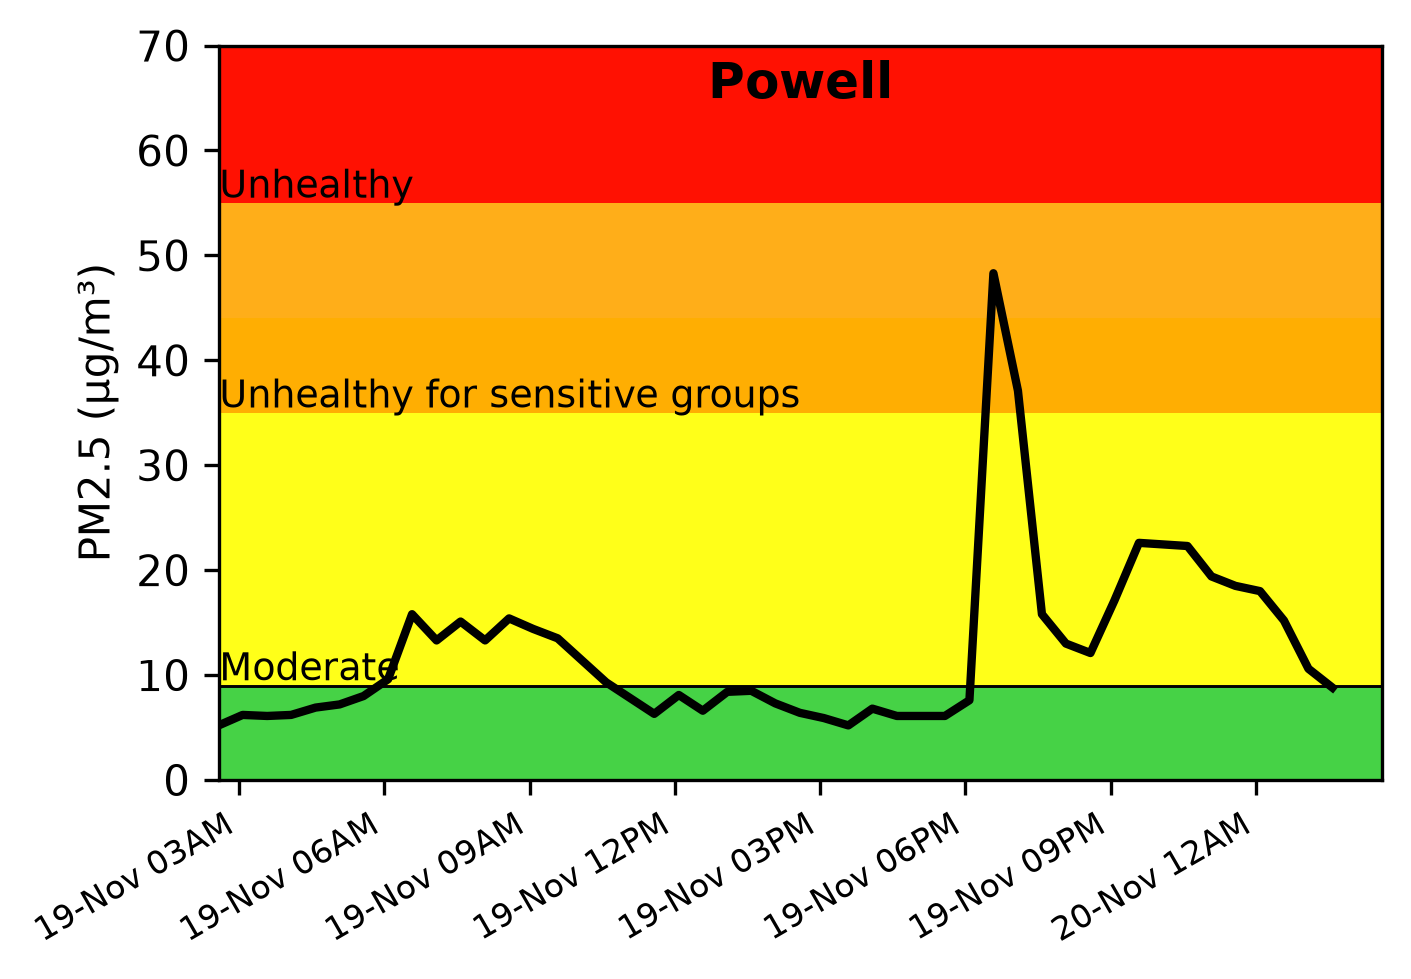 Powell
70
60
50
40
30
20
10
0
PM2.5 (µg/m³)
Unhealthy
Unhealthy for sensitive groups
Moderate
19-Nov 03AM
19-Nov 06AM
19-Nov 09AM
19-Nov 12PM
19-Nov 03PM
19-Nov 06PM
19-Nov 09PM
20-Nov 12AM